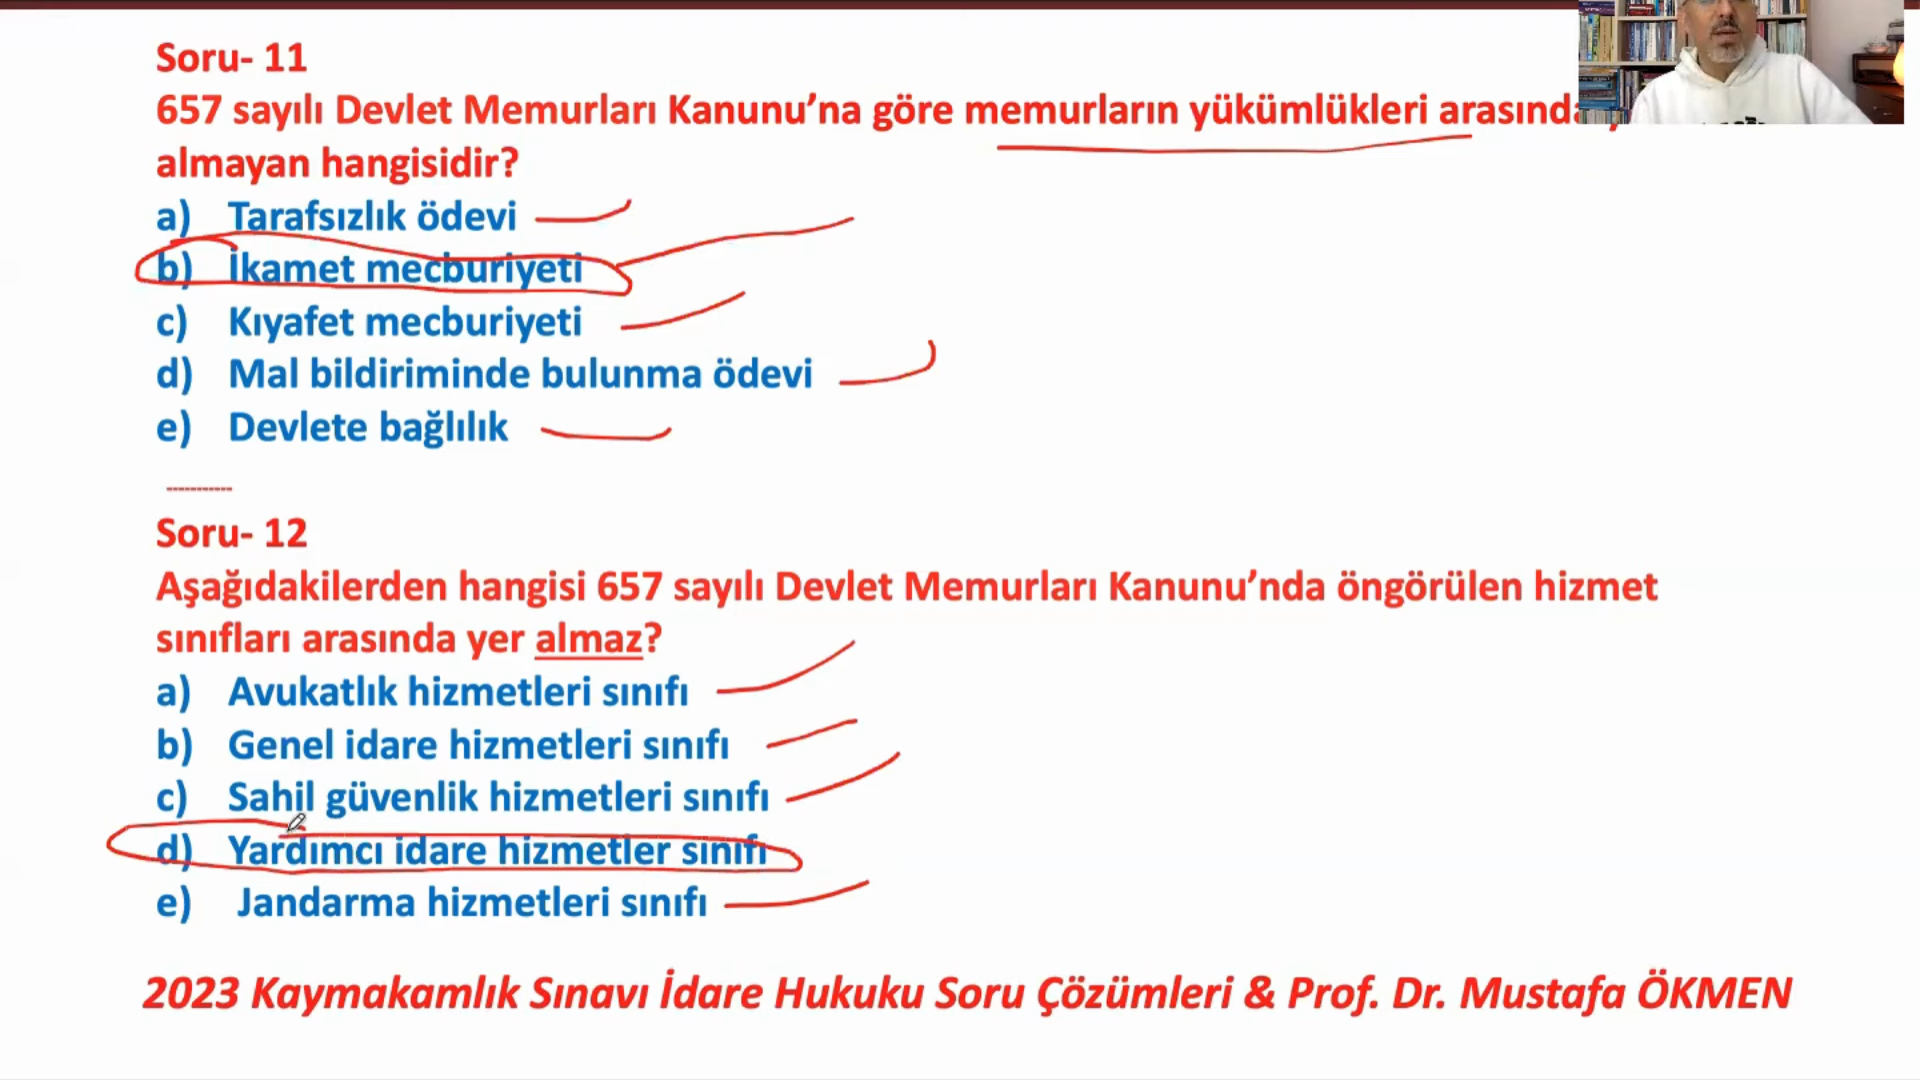 Soru- 11
657 sayılı Devlet Memurları Kanunu’na göre memurların yükümlükleri arasında
almayan hangisidir?
a) Tarafsızlık ödevi
b) İkamet mecburiyeti
c) Kıyafet mecburiyeti
d) Mal bildiriminde bulunma ödevi
e) Devlete bağlılık
-----------
Soru- 12
Aşağıdakilerden hangisi 657 sayılı Devlet Memurları Kanunu’nda öngörülen hizmet
sınıfları arasında yer almaz?
a) Avukatlık hizmetleri sınıfı
b) Genel idare hizmetleri sınıfı
c) Sahil güvenlik hizmetleri sınıfı
d) Yardımcı idare hizmetler sınıfı
e) Jandarma hizmetleri sınıfı
2023 Kaymakamlık Sınavı İdare Hukuku Soru Çözümleri & Prof. Dr. Mustafa ÖKMEN